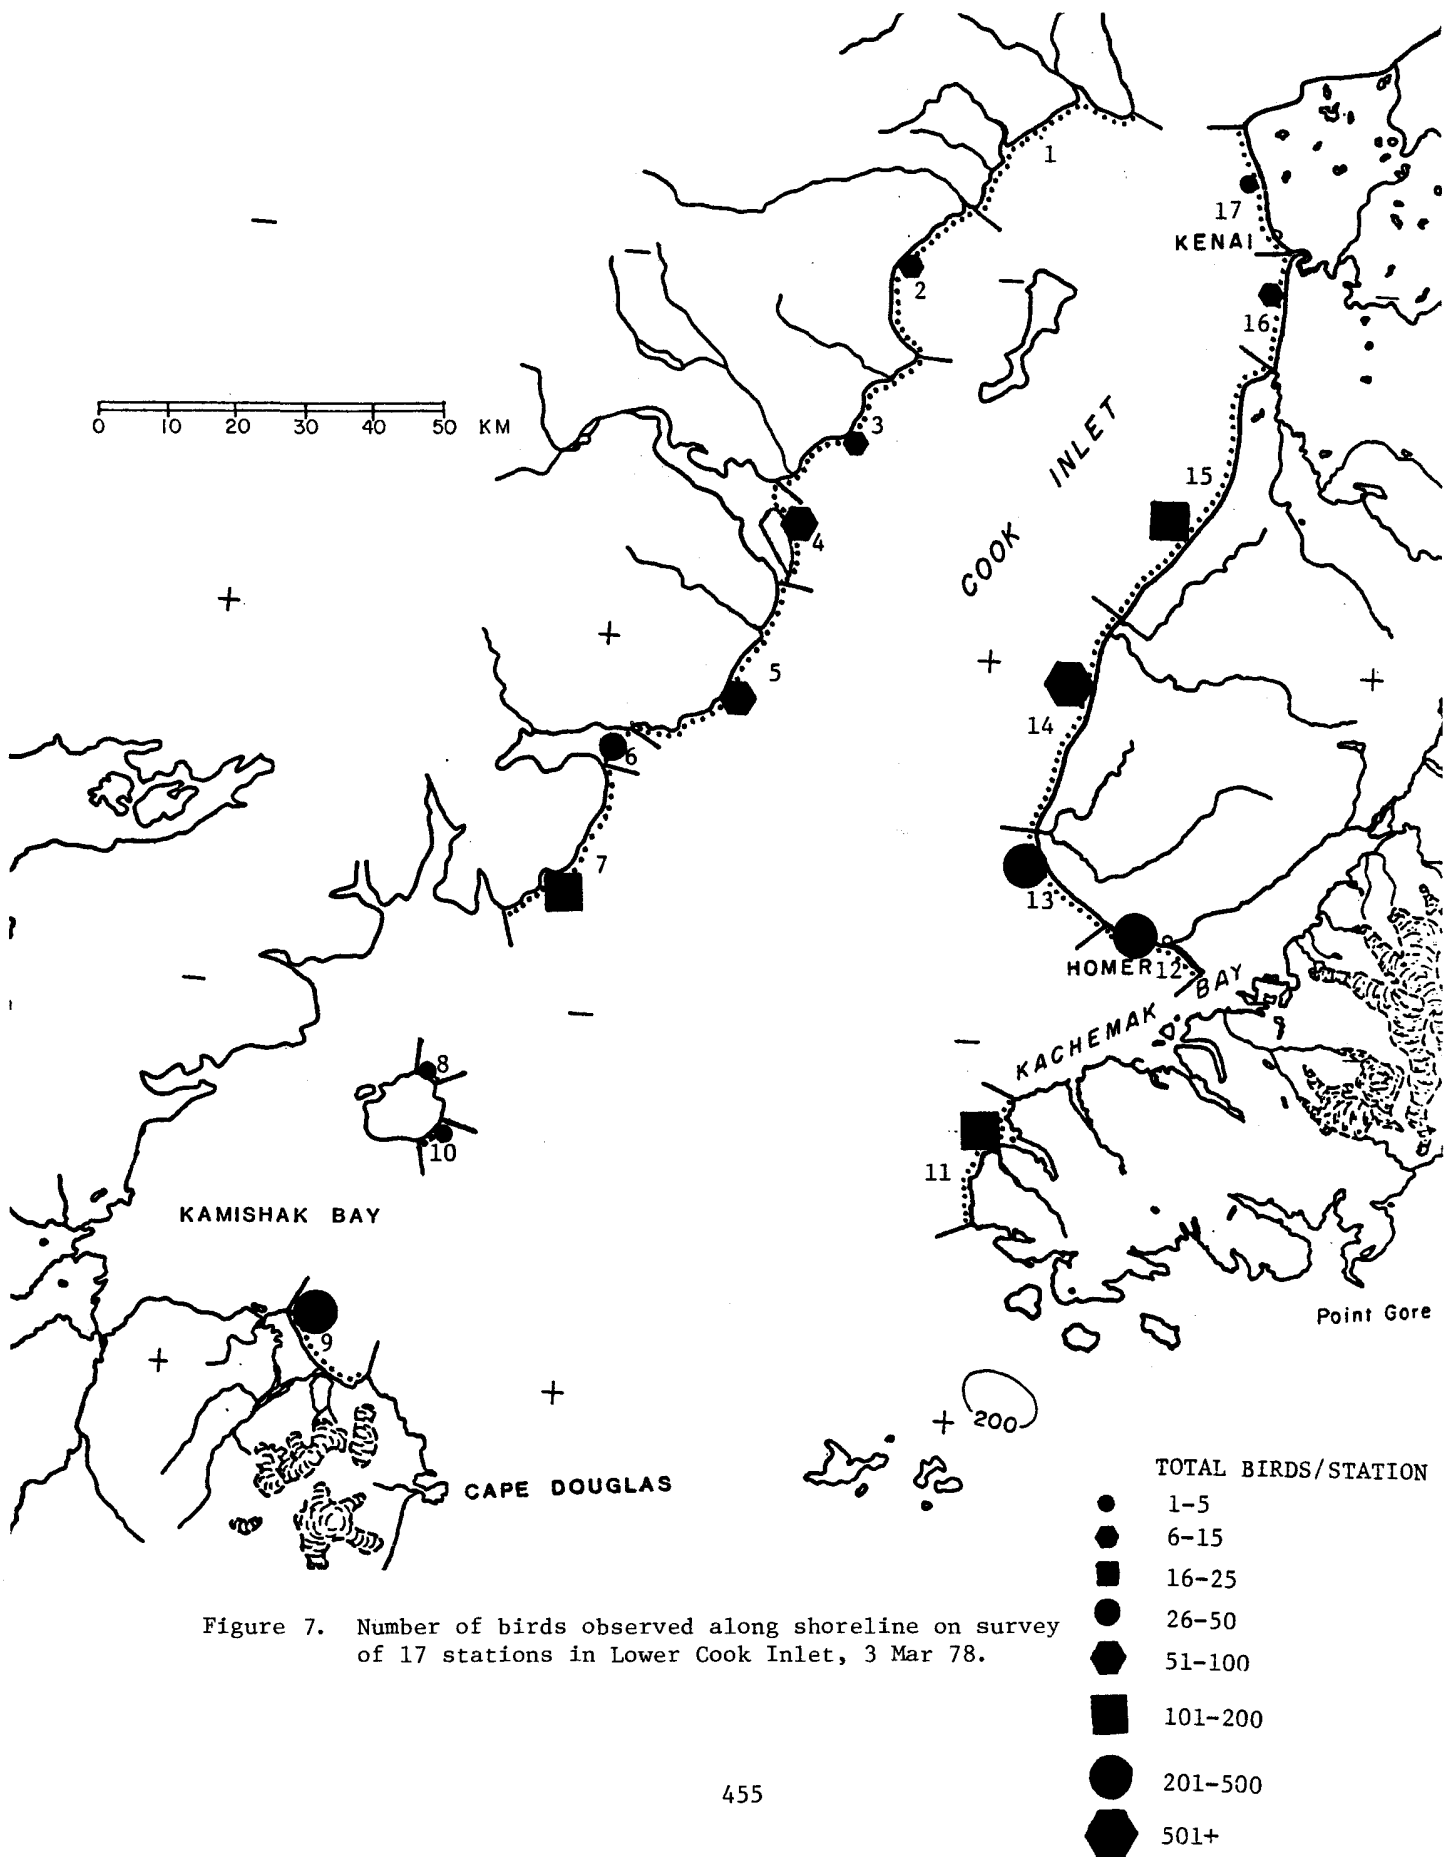 1
17
KENAI
2
16
0 10 20 30 40 50 KM
3
COOK INLET
15
4
5
14
6
7
13
HOMER 12
KACHEMAK BAY
8
10
11
KAMISHAK BAY
9
Point Gore
200
CAPE DOUGLAS
TOTAL BIRDS/STATION
1-5
6-15
16-25
26-50
51-100
101-200
201-500
501+
Figure 7. Number of birds observed along shoreline on survey
of 17 stations in Lower Cook Inlet, 3 Mar 78.
455